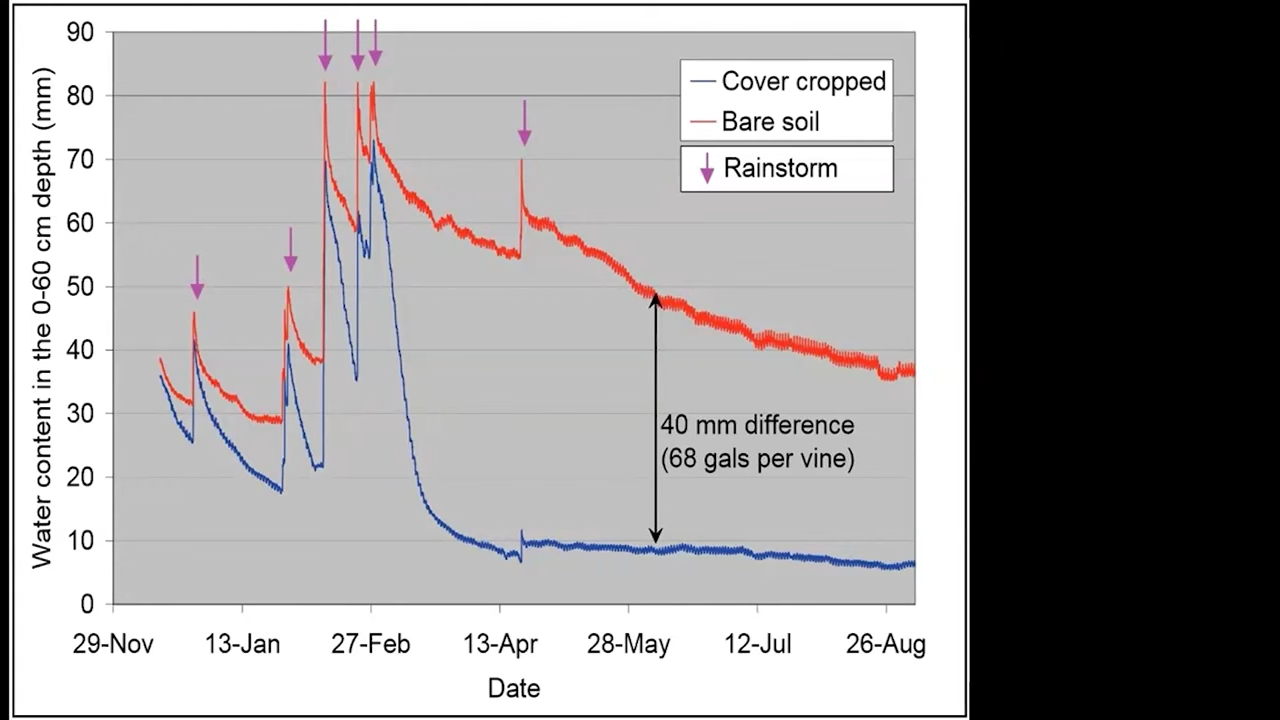 90
80
70
60
50
40
30
20
10
0
Water content in the 0-60 cm depth (mm)
Cover cropped
Bare soil
Rainstorm
40 mm difference
(68 gals per vine)
29-Nov 13-Jan 27-Feb 13-Apr 28-May 12-Jul 26-Aug
Date